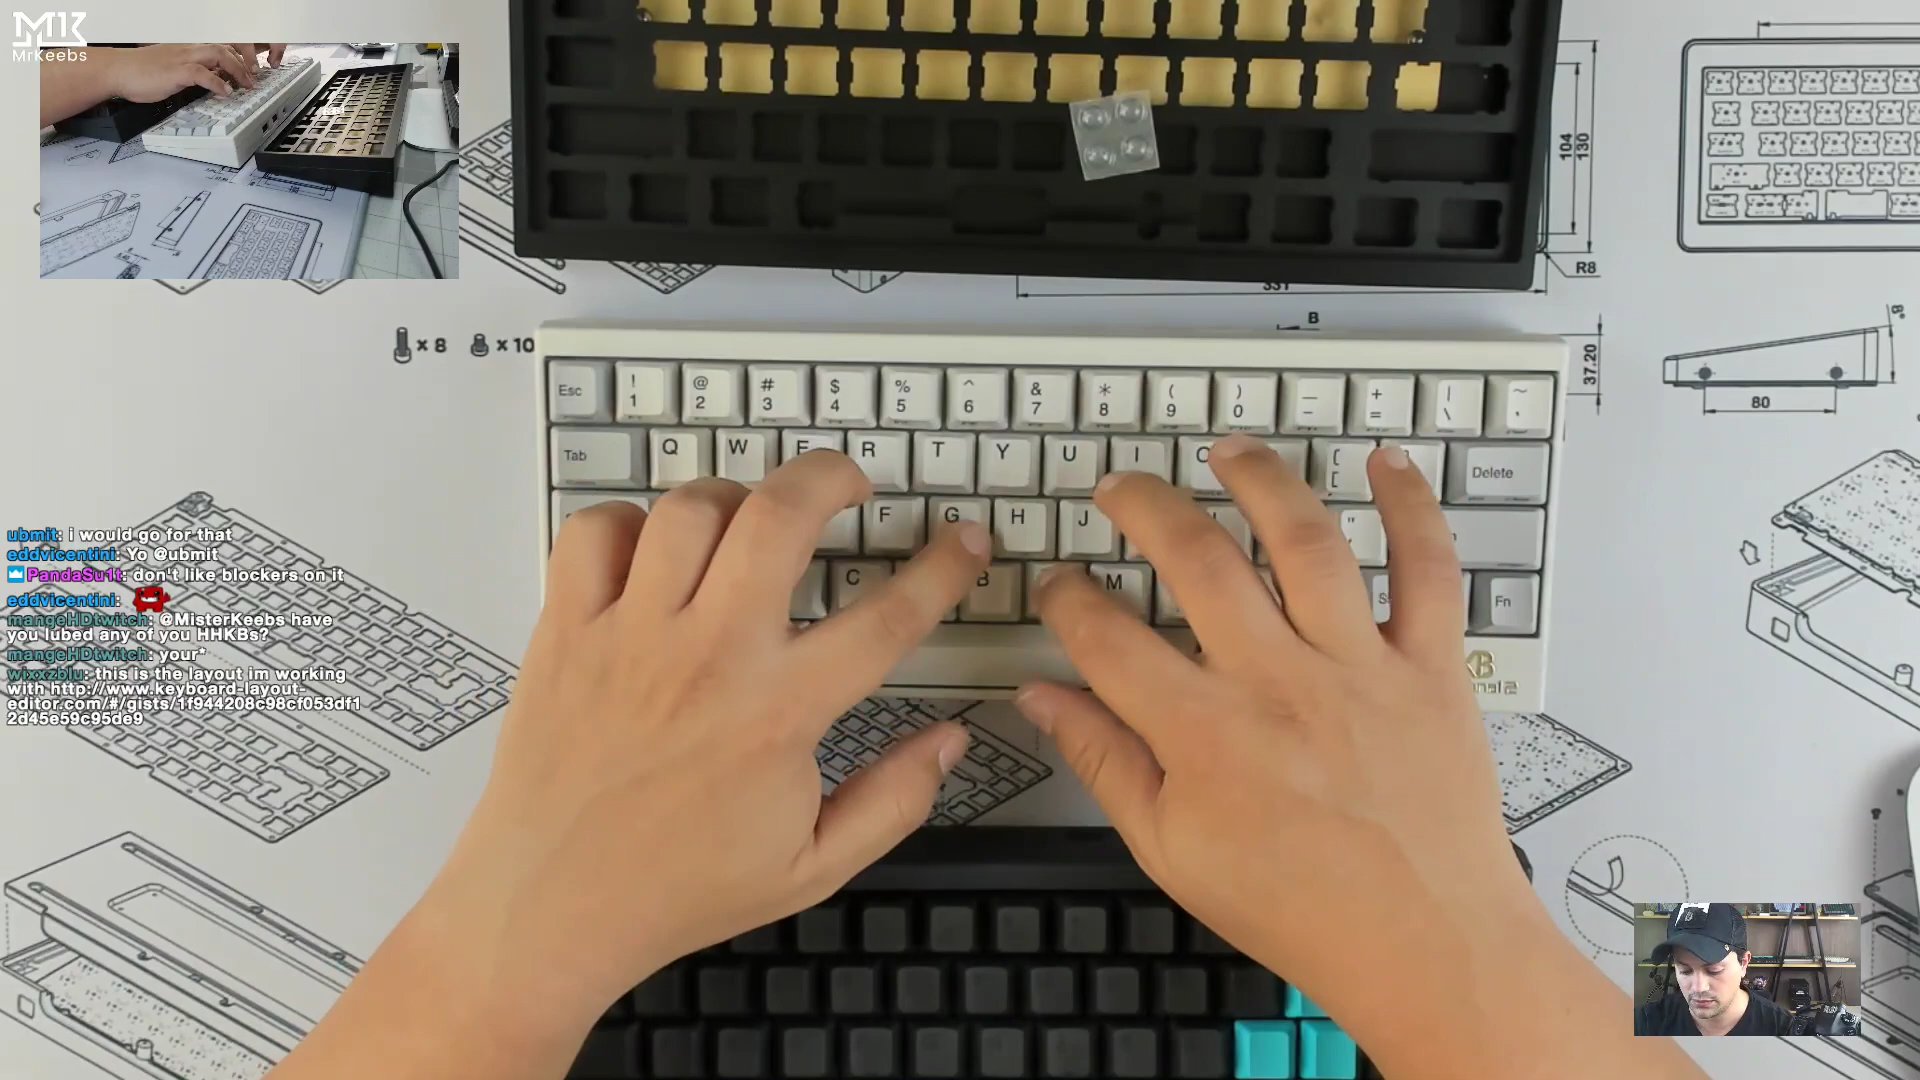 MK
MrKeebs
104
130
R8
331
B
x 8
x 10
37.20
80
8°
Esc
! 1
@ 2
# 3
$ 4
% 5
^ 6
& 7
* 8
( 9
) 0
— -
+ =
| \
~ `
Tab
Q
W
E
R
T
Y
U
I
[ [
Delete
F
G
H
J
"
C
B
M
Fn
ubmit: i would go for that
eddvicentini: Yo @ubmit
PandaSu1t: don't like blockers on it
eddvicentini:
mangeHDtwitch: @MisterKeebs have
you lubed any of you HHKBs?
mangeHDtwitch: your*
wixxzblu: this is the layout im working
with http://www.keyboard-layout-
editor.com/#/gists/1f944208c98cf053df1
2d45e59c95de9